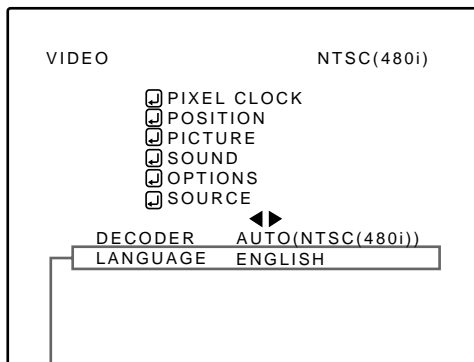 VIDEO NTSC(480i)
PIXEL CLOCK
POSITION
PICTURE
SOUND
OPTIONS
SOURCE
DECODER AUTO(NTSC(480i))
LANGUAGE ENGLISH